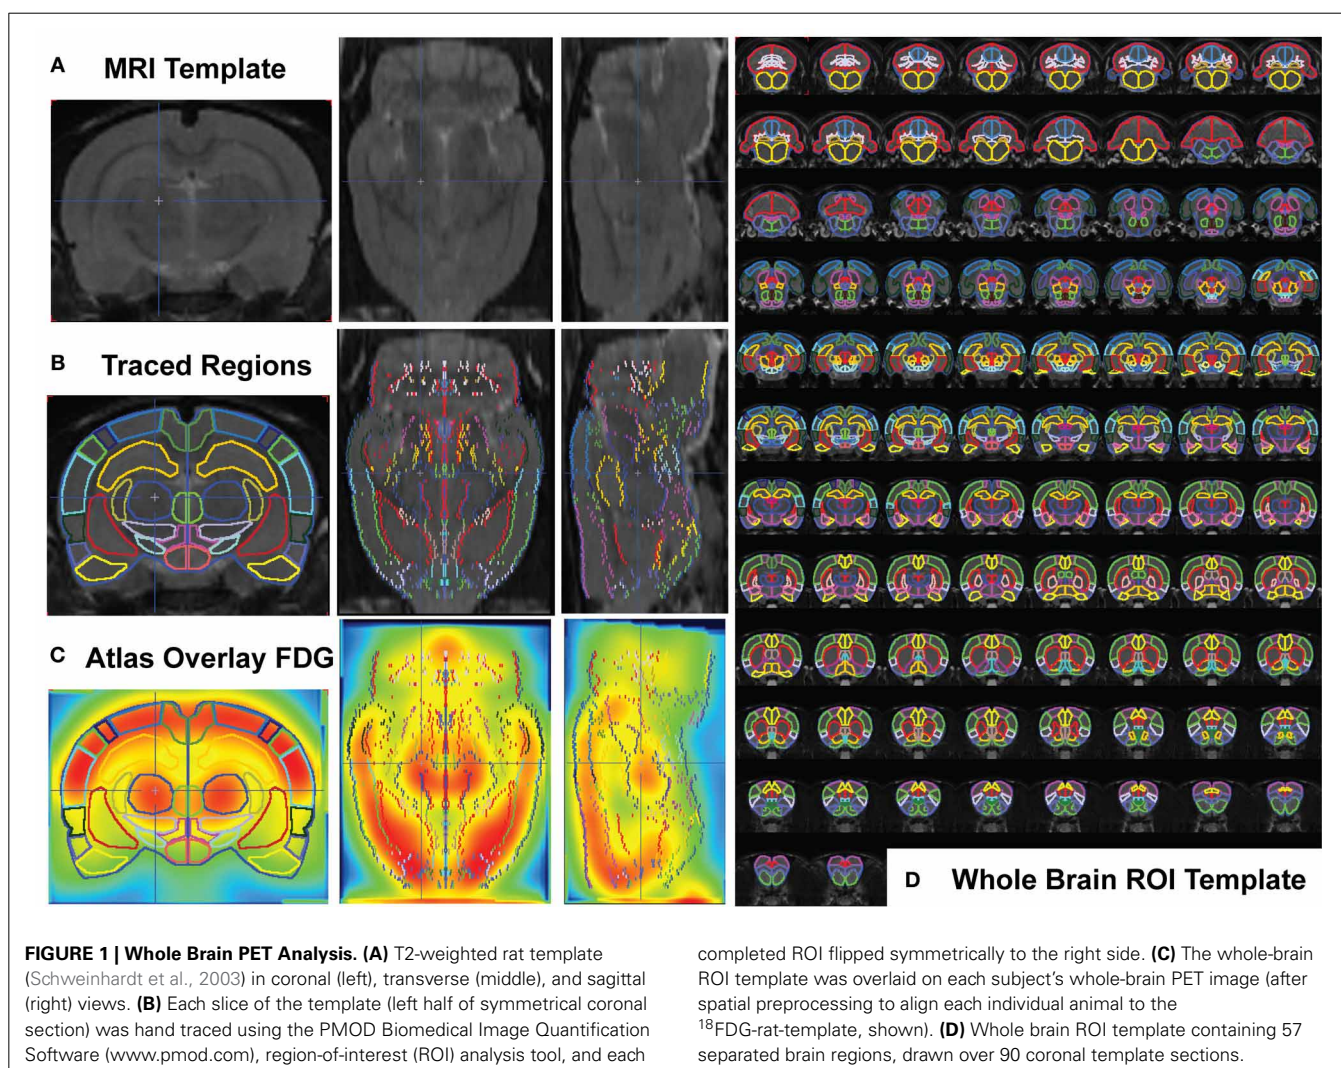 A MRI Template
B Traced Regions
C Atlas Overlay FDG
D Whole Brain ROI Template
FIGURE 1 | Whole Brain PET Analysis. (A) T2-weighted rat template
(Schweinhardt et al., 2003) in coronal (left), transverse (middle), and sagittal
(right) views. (B) Each slice of the template (left half of symmetrical coronal
section) was hand traced using the PMOD Biomedical Image Quantification
Software (www.pmod.com), region-of-interest (ROI) analysis tool, and each
completed ROI flipped symmetrically to the right side. (C) The whole-brain
ROI template was overlaid on each subject's whole-brain PET image (after
spatial preprocessing to align each individual animal to the
18FDG-rat-template, shown). (D) Whole brain ROI template containing 57
separated brain regions, drawn over 90 coronal template sections.